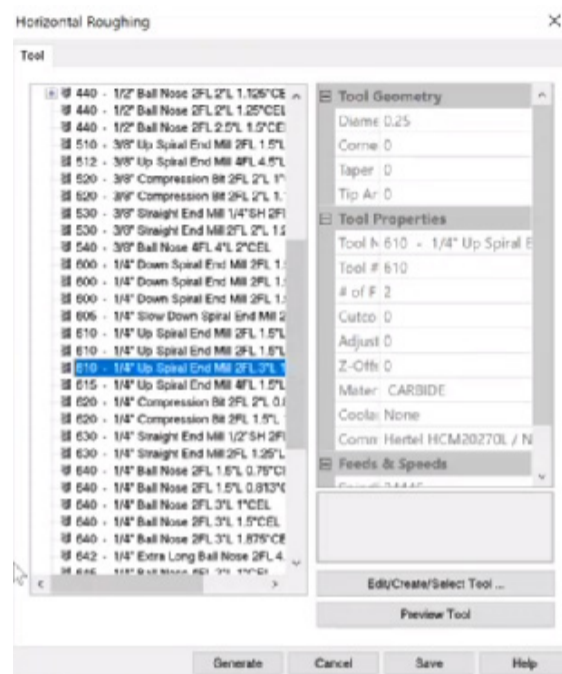 Horizontal Roughing
Tool
440 - 1/2" Ball Nose 2FL 2"L 1.125"CE
440 - 1/2" Ball Nose 2FL 2"L 1.25"CEL
440 - 1/2" Ball Nose 2FL 2.5"L 1.5"CE
510 - 3/8" Up Spiral End Mill 2FL 1.5"L
512 - 3/8" Up Spiral End Mill 4FL 4.5"L
520 - 3/8" Compression Bit 2FL 2"L 1"
520 - 3/8" Compression Bit 2FL 2"L 1.
530 - 3/8" Straight End Mill 1/4"SH 2Fl
530 - 3/8" Straight End Mill 2FL 2"L 1.2
540 - 3/8" Ball Nose 4FL 4"L 2"CEL
600 - 1/4" Down Spiral End Mill 2FL 1.
600 - 1/4" Down Spiral End Mill 2FL 1.
600 - 1/4" Down Spiral End Mill 2FL 1.
605 - 1/4" Slow Down Spiral End Mill 2
610 - 1/4" Up Spiral End Mill 2FL 1.5"L
610 - 1/4" Up Spiral End Mill 2FL 1.5"L
610 - 1/4" Up Spiral End Mill 2FL 3"L 1
615 - 1/4" Up Spiral End Mill 4FL 1.5"L
620 - 1/4" Compression Bit 2FL 2"L 0.
620 - 1/4" Compression Bit 2FL 1.5"L
630 - 1/4" Straight End Mill 1/2"SH 2Fl
630 - 1/4" Straight End Mill 2FL 1.25"L
640 - 1/4" Ball Nose 2FL 1.5"L 0.75"CE
640 - 1/4" Ball Nose 2FL 1.5"L 0.813"C
640 - 1/4" Ball Nose 2FL 3"L 1"CEL
640 - 1/4" Ball Nose 2FL 3"L 1.5"CEL
640 - 1/4" Ball Nose 2FL 3"L 1.875"CE
642 - 1/4" Extra Long Ball Nose 2FL 4.
Tool Geometry
Diame 0.25
Corne 0
Taper 0
Tip Ar 0
Tool Properties
Tool N 610 - 1/4" Up Spiral E
Tool # 610
# of F 2
Cutco 0
Adjust 0
Z-Offs 0
Mater CARBIDE
Coolar None
Comm Hertel HCM20270L / N
Feeds & Speeds
Edit/Create/Select Tool ...
Preview Tool
Generate
Cancel
Save
Help